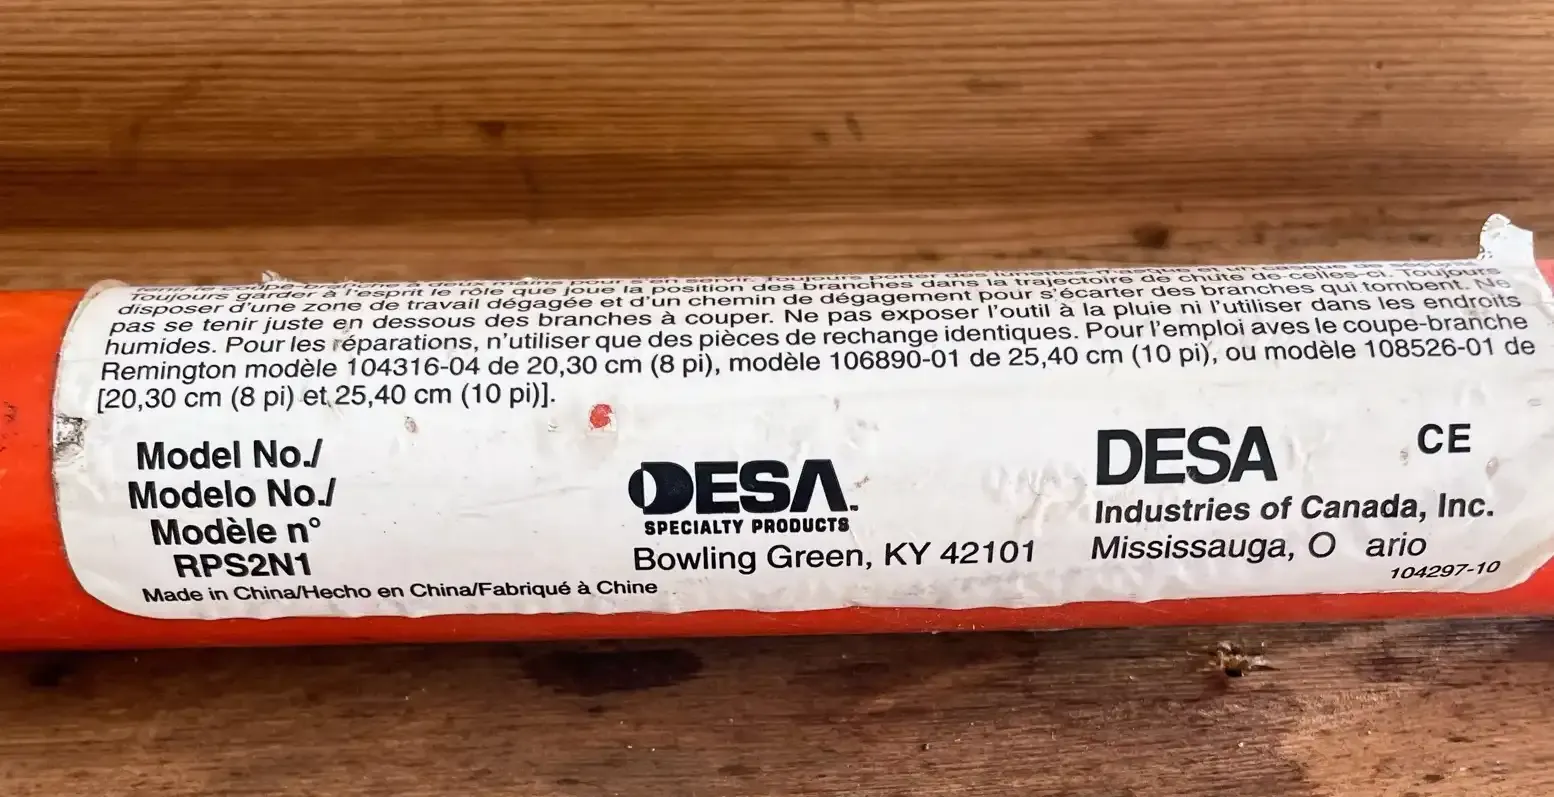 Toujours garder à l'esprit le rôle que joue la position des branches dans la trajectoire de chute de celles-ci. Toujours
disposer d'une zone de travail dégagée et d'un chemin de dégagement pour s'écarter des branches qui tombent. Ne
pas se tenir juste en dessous des branches à couper. Ne pas exposer l'outil à la pluie ni l'utiliser dans les endroits
humides. Pour les réparations, n'utiliser que des pièces de rechange identiques. Pour l'emploi aves le coupe-branche
Remington modèle 104316-04 de 20,30 cm (8 pi), modèle 106890-01 de 25,40 cm (10 pi), ou modèle 108526-01 de
[20,30 cm (8 pi) et 25,40 cm (10 pi)].
Model No./
Modelo No./
Modèle n°
RPS2N1
Made in China/Hecho en China/Fabriqué à Chine
DESA™
SPECIALTY PRODUCTS
Bowling Green, KY 42101
DESA
Industries of Canada, Inc.
Mississauga, O ario
CE
104297-10